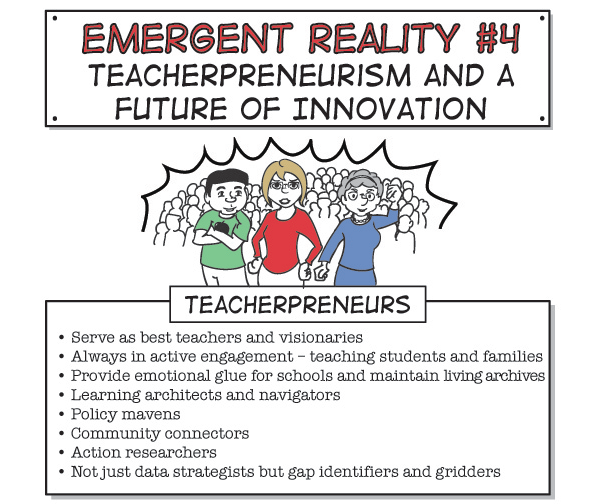 EMERGENT REALITY #4
TEACHERPRENEURISM AND A
FUTURE OF INNOVATION
TEACHERPRENEURS
• Serve as best teachers and visionaries
• Always in active engagement – teaching students and families
• Provide emotional glue for schools and maintain living archives
• Learning architects and navigators
• Policy mavens
• Community connectors
• Action researchers
• Not just data strategists but gap identifiers and gridders